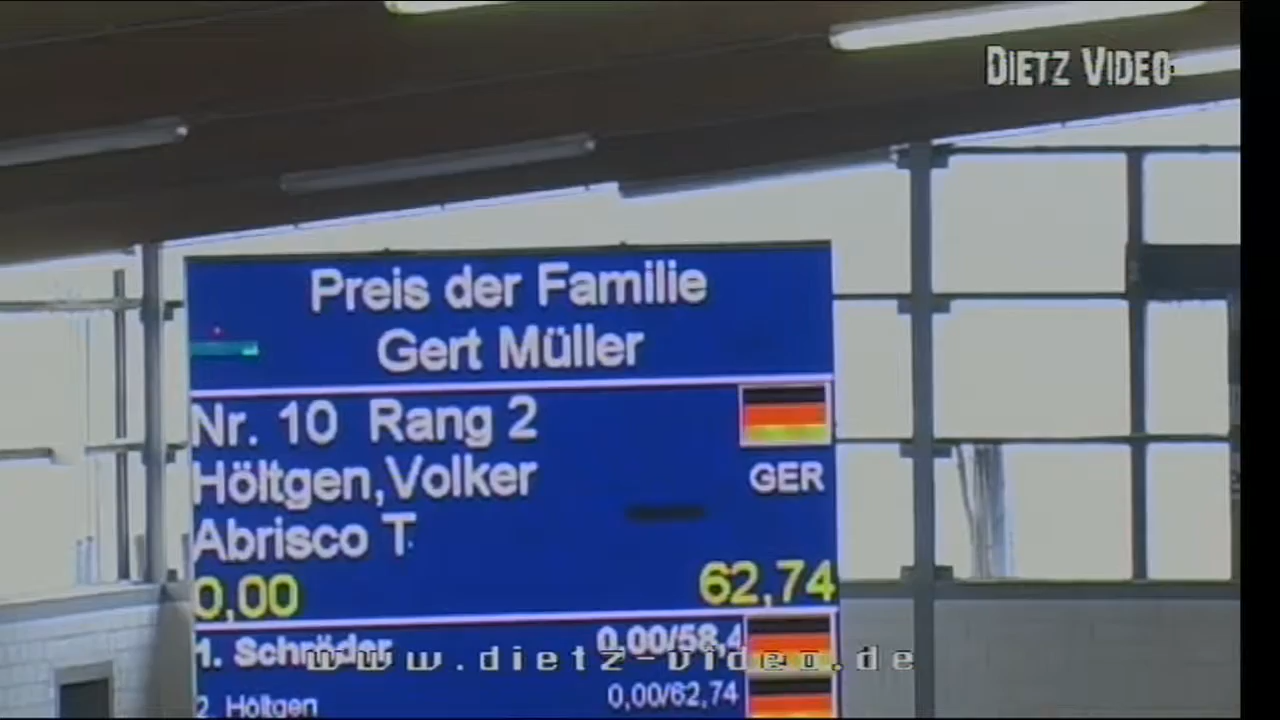 DIETZ VIDEO
Preis der Familie
Gert Müller
Nr. 10 Rang 2
Höltgen,Volker
GER
Abrisco T
0,00 62,74
1. Schröder 0,00/58,4
www.dietz-video.de
2. Höltgen 0,00/62,74